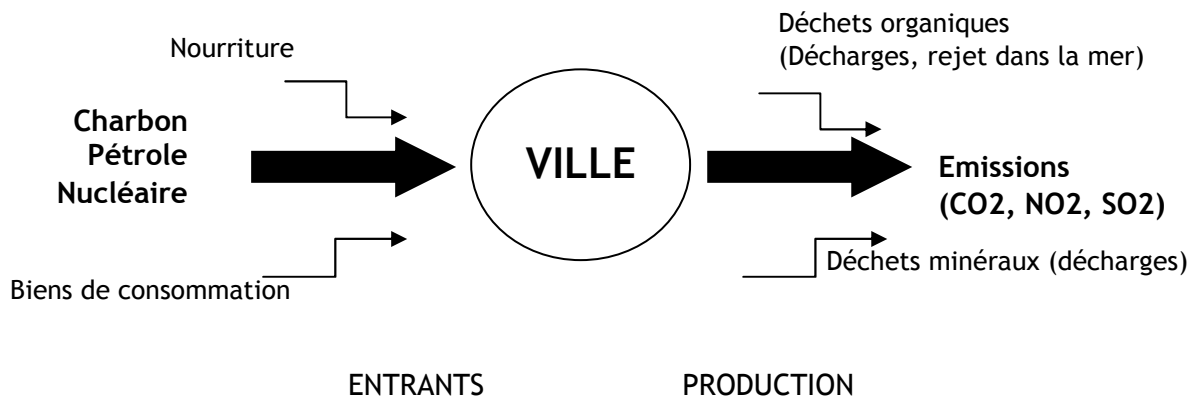 Nourriture
Charbon
Pétrole
Nucléaire
Biens de consommation
VILLE
Déchets organiques
(Décharges, rejet dans la mer)
Emissions
(CO2, NO2, SO2)
Déchets minéraux (décharges)
ENTRANTS
PRODUCTION